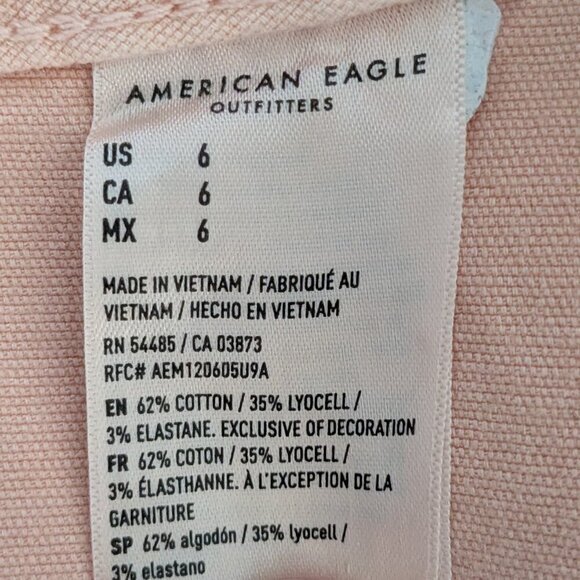 AMERICAN EAGLE
OUTFITTERS
US 6
CA 6
MX 6
MADE IN VIETNAM / FABRIQUÉ AU
VIETNAM / HECHO EN VIETNAM
RN 54485 / CA 03873
RFC# AEM120605U9A
EN 62% COTTON / 35% LYOCELL /
3% ELASTANE. EXCLUSIVE OF DECORATION
FR 62% COTON / 35% LYOCELL /
3% ÉLASTHANNE. À L'EXCEPTION DE LA
GARNITURE
SP 62% algodón / 35% lyocell /
3% elastano